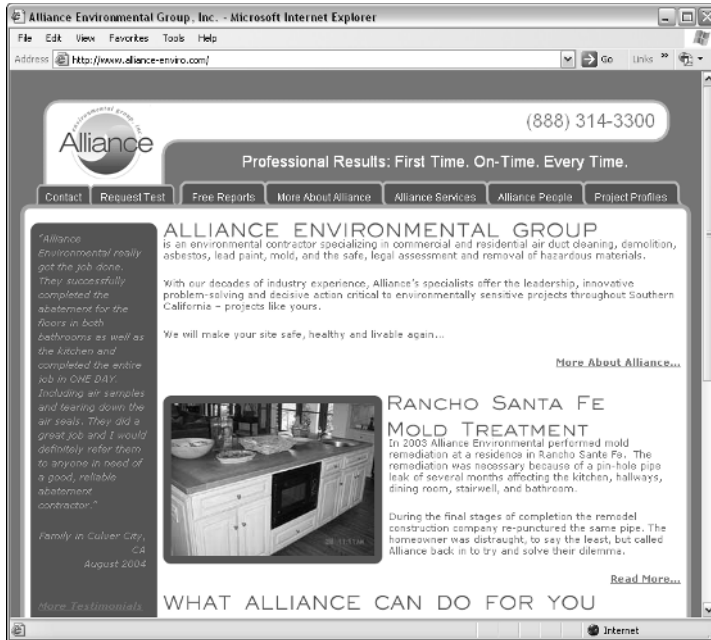 Alliance Environmental Group, Inc. - Microsoft Internet Explorer
File Edit View Favorites Tools Help
Address http://www.alliance-enviro.com/ Go Links »
environmental group, inc.
Alliance
(888) 314-3300
Professional Results: First Time. On-Time. Every Time.
Contact Request Test Free Reports More About Alliance Alliance Services Alliance People Project Profiles
"Alliance
Environmental really
got the job done.
They successfully
completed the
abatement for the
floors in both
bathrooms as well as
the kitchen and
completed the entire
job in ONE DAY.
Including air samples
and tearing down the
air seals. They did a
great job and I would
definitely refer them
to anyone in need of
a good, reliable
abatement
contractor."
Family in Culver City,
CA
August 2004
More Testimonials
ALLIANCE ENVIRONMENTAL GROUP
is an environmental contractor specializing in commercial and residential air duct cleaning, demolition,
asbestos, lead paint, mold, and the safe, legal assessment and removal of hazardous materials.
With our decades of industry experience, Alliance's specialists offer the leadership, innovative
problem-solving and decisive action critical to environmentally sensitive projects throughout Southern
California – projects like yours.
We will make your site safe, healthy and livable again...
More About Alliance...
RANCHO SANTA FE
MOLD TREATMENT
In 2003 Alliance Environmental performed mold
remediation at a residence in Rancho Santa Fe. The
remediation was necessary because of a pin-hole pipe
leak of several months affecting the kitchen, hallways,
dining room, stairwell, and bathroom.
During the final stages of completion the remodel
construction company re-punctured the same pipe. The
homeowner was distraught, to say the least, but called
Alliance back in to try and solve their dilemma.
Read More...
WHAT ALLIANCE CAN DO FOR YOU
Internet